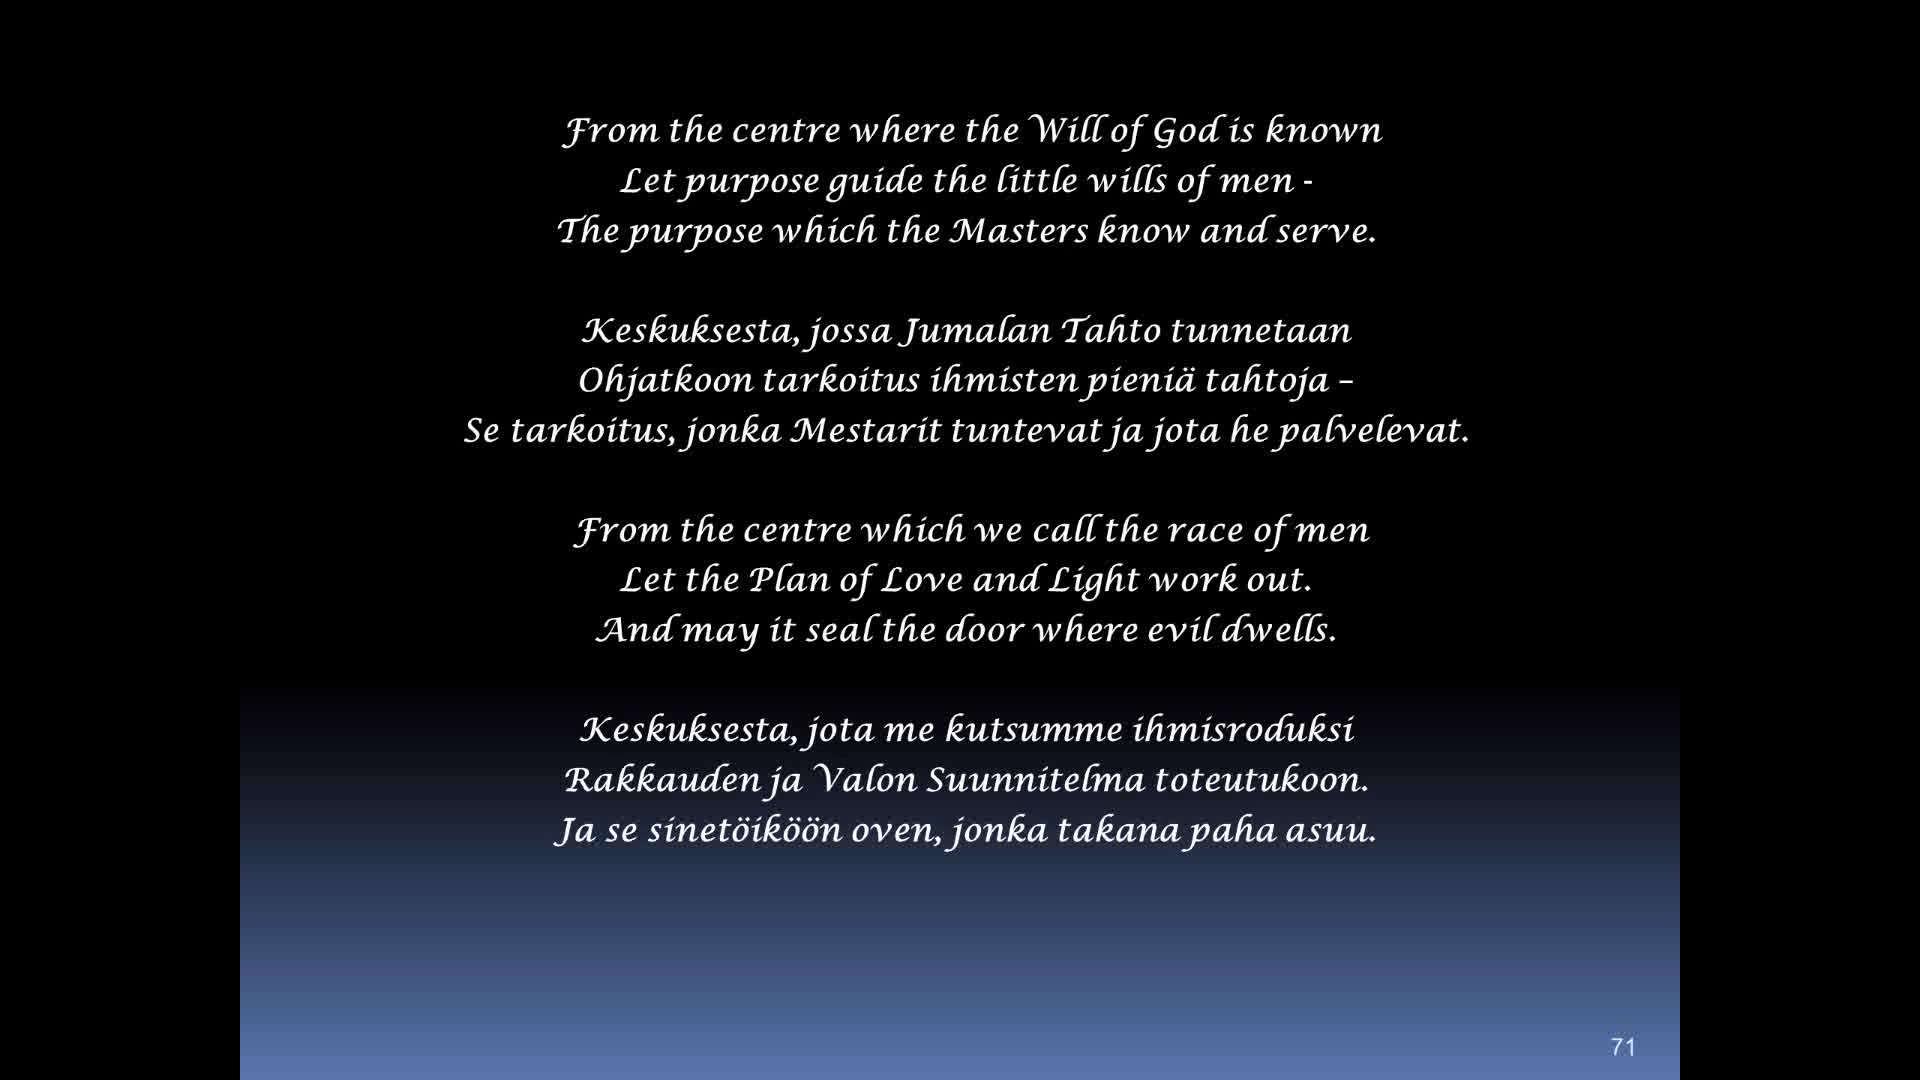 From the centre where the Will of God is known
Let purpose guide the little wills of men -
The purpose which the Masters know and serve.
Keskuksesta, jossa Jumalan Tahto tunnetaan
Ohjatkoon tarkoitus ihmisten pieniä tahtoja –
Se tarkoitus, jonka Mestarit tuntevat ja jota he palvelevat.
From the centre which we call the race of men
Let the Plan of Love and Light work out.
And may it seal the door where evil dwells.
Keskuksesta, jota me kutsumme ihmisroduksi
Rakkauden ja Valon Suunnitelma toteutukoon.
Ja se sinetöiköön oven, jonka takana paha asuu.
71